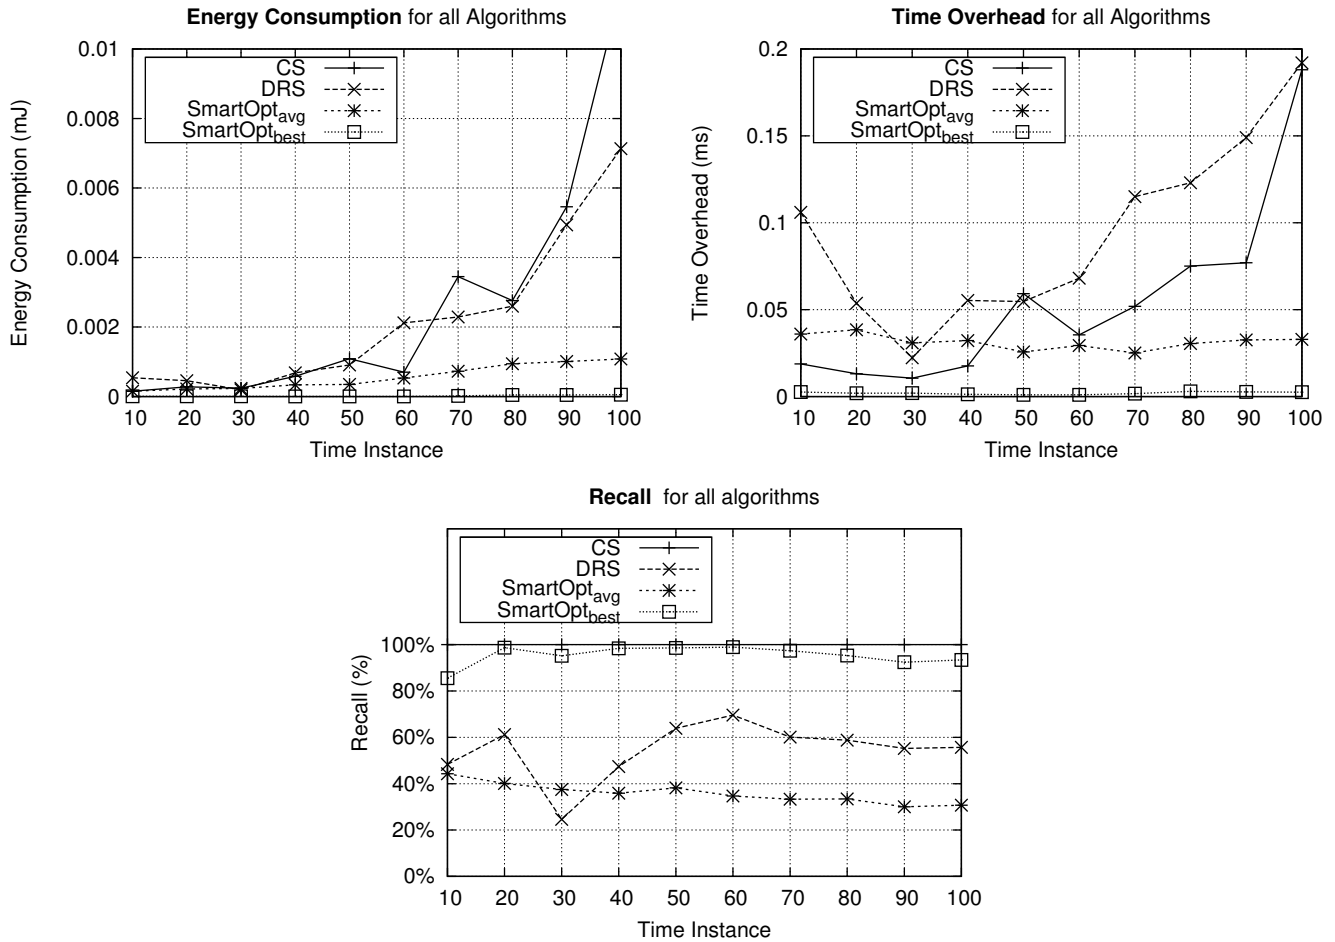 Energy Consumption for all Algorithms
Energy Consumption (mJ)
0.01
0.008
0.006
0.004
0.002
0
CS
DRS
SmartOptavg
SmartOptbest
10 20 30 40 50 60 70 80 90 100
Time Instance
Time Overhead for all Algorithms
Time Overhead (ms)
0.2
0.15
0.1
0.05
0
CS
DRS
SmartOptavg
SmartOptbest
10 20 30 40 50 60 70 80 90 100
Time Instance
Recall for all algorithms
Recall (%)
CS
DRS
SmartOptavg
SmartOptbest
100%
80%
60%
40%
20%
0%
10 20 30 40 50 60 70 80 90 100
Time Instance